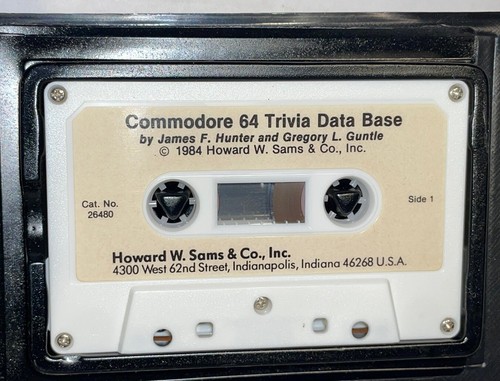 Commodore 64 Trivia Data Base
by James F. Hunter and Gregory L. Guntle
© 1984 Howard W. Sams & Co., Inc.
Cat. No.
26480
Side 1
Howard W. Sams & Co., Inc.
4300 West 62nd Street, Indianapolis, Indiana 46268 U.S.A.